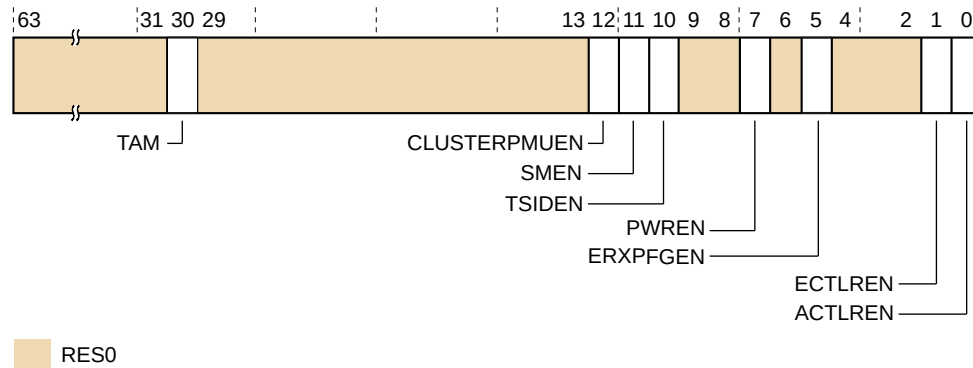 63 31 30 29 13 12 11 10 9 8 7 6 5 4 2 1 0
TAM
CLUSTERPMUEN
SMEN
TSIDEN
PWREN
ERXPFGEN
ECTLREN
ACTLREN
RES0